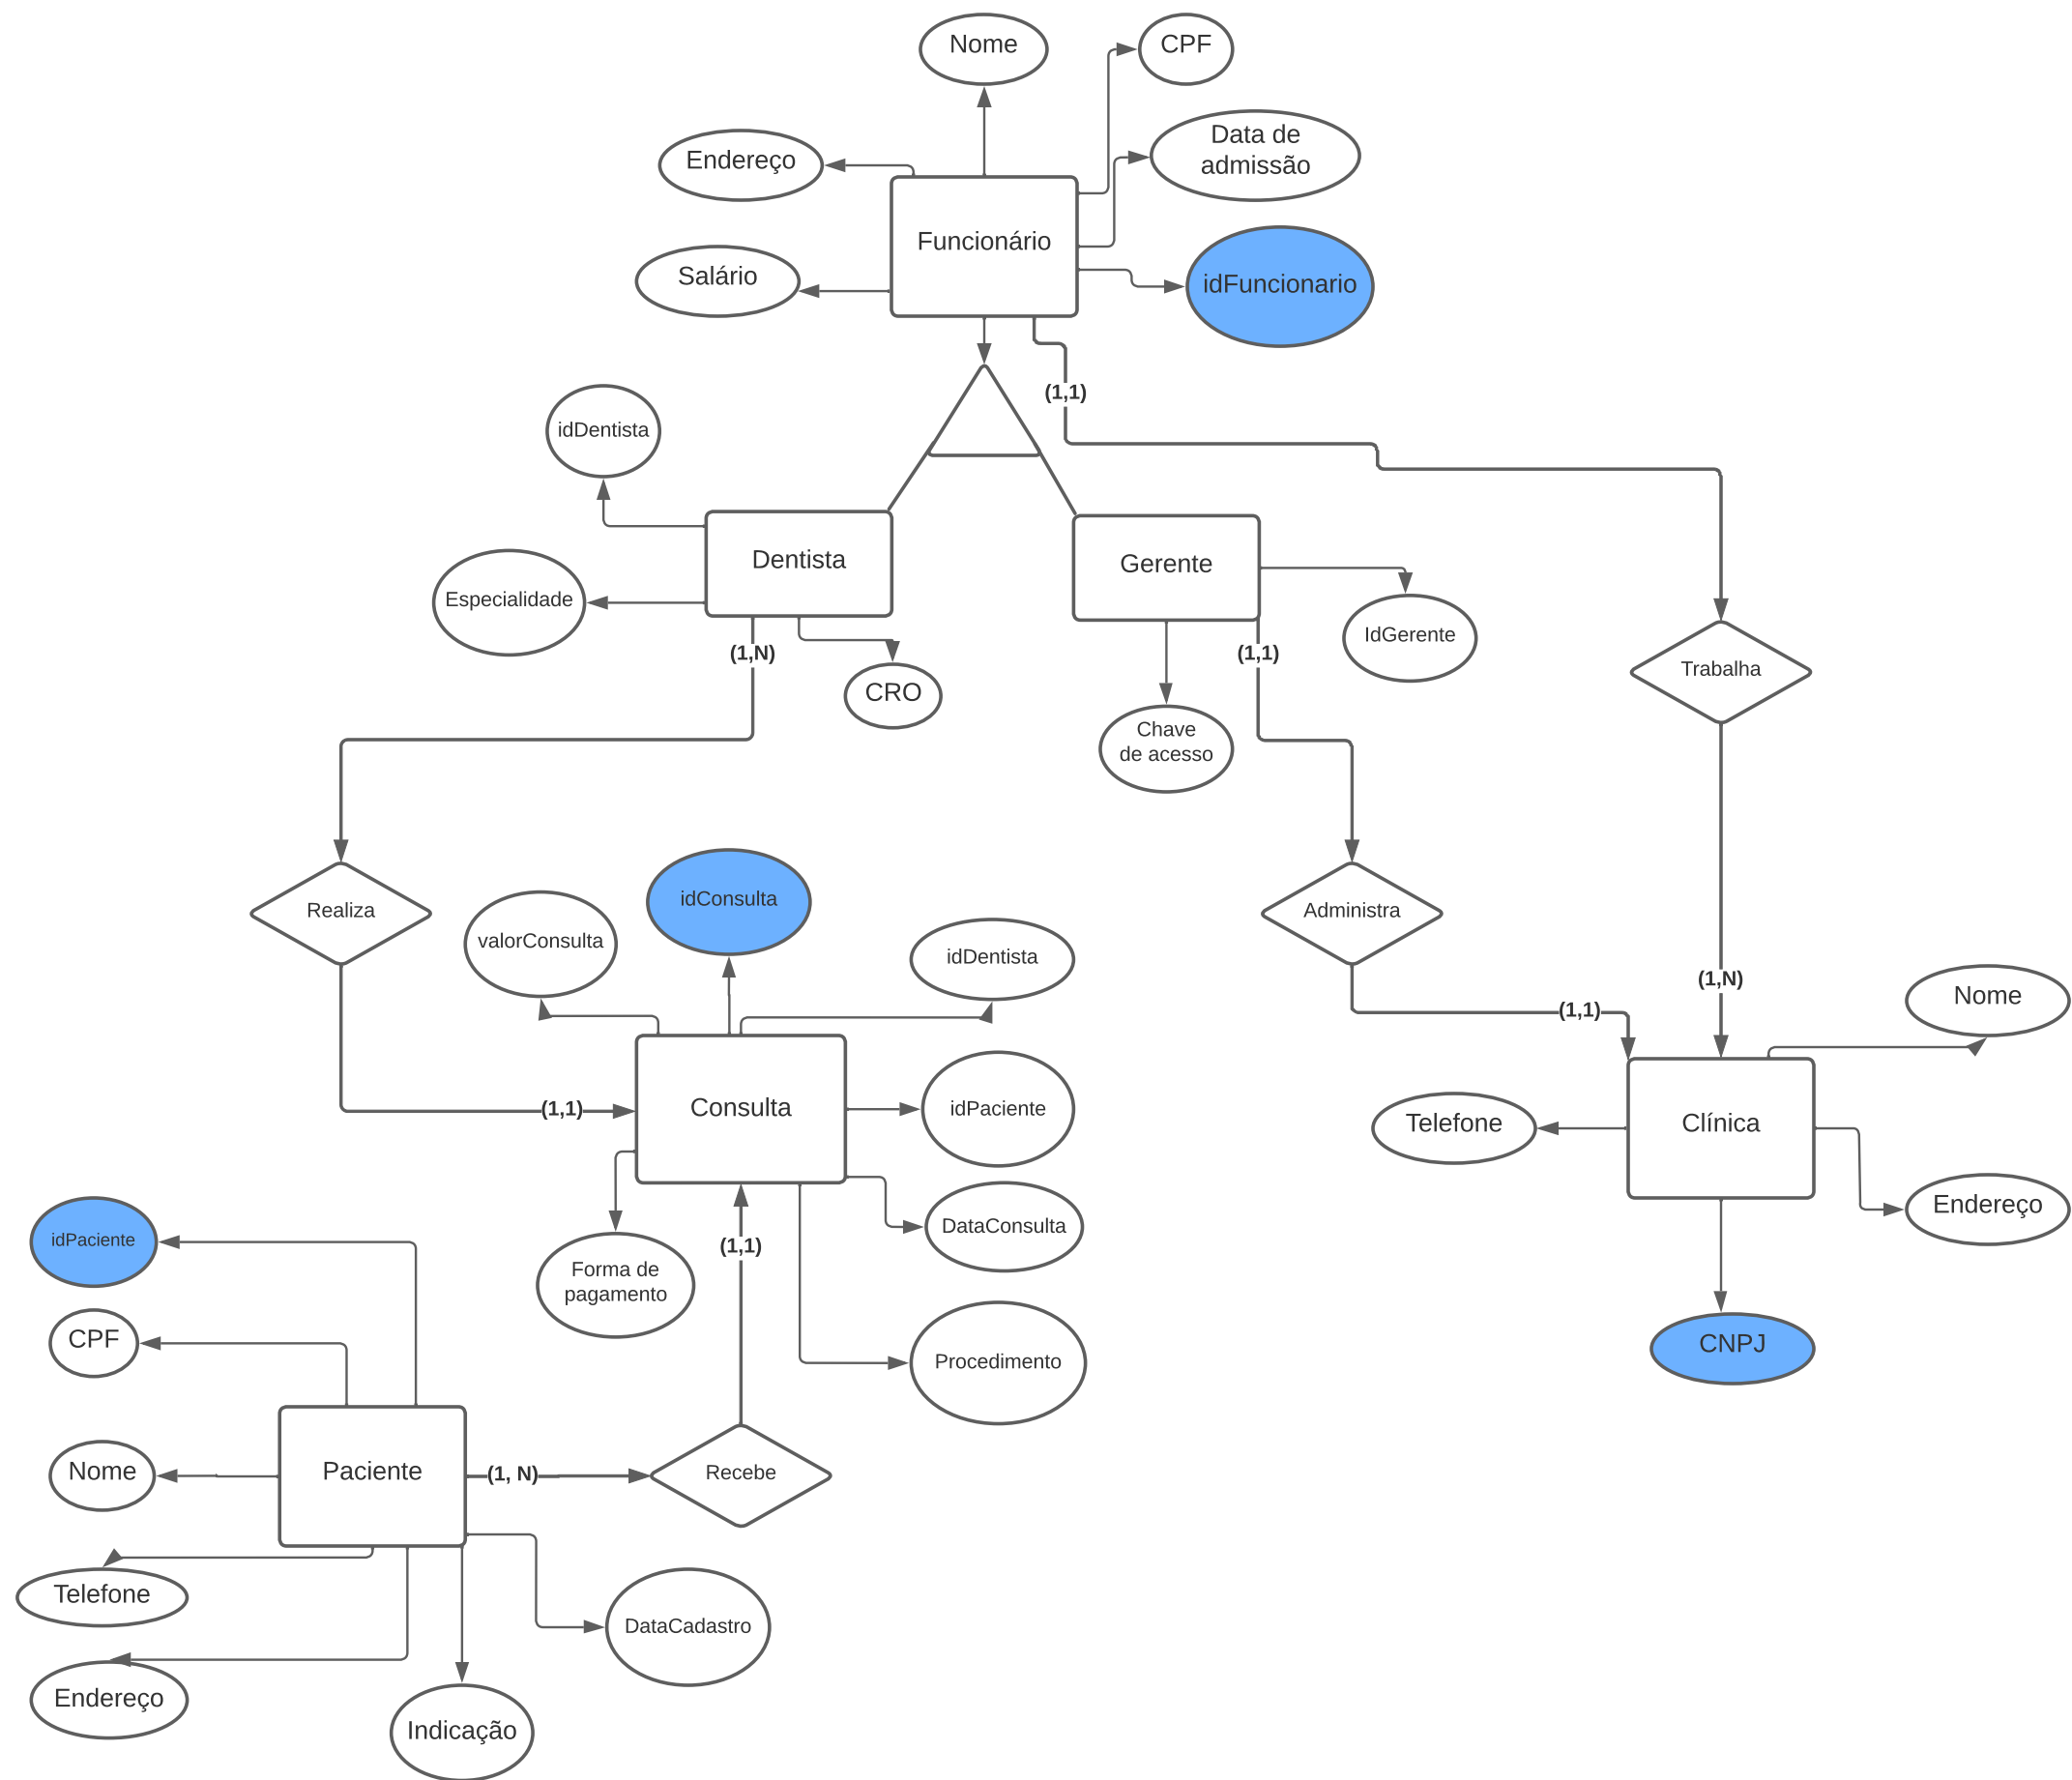 Nome
CPF
Data de
admissão
Endereço
Funcionário
Salário
idFuncionario
(1,1)
idDentista
Dentista
Gerente
Especialidade
IdGerente
(1,N)
(1,1)
Trabalha
CRO
Chave
de acesso
Realiza
idConsulta
Administra
valorConsulta
idDentista
(1,N)
Nome
(1,1)
Consulta
(1,1)
idPaciente
Telefone
Clínica
Endereço
idPaciente
DataConsulta
(1,1)
Forma de
pagamento
CPF
CNPJ
Procedimento
Nome
Paciente
(1, N)
Recebe
Telefone
DataCadastro
Endereço
Indicação